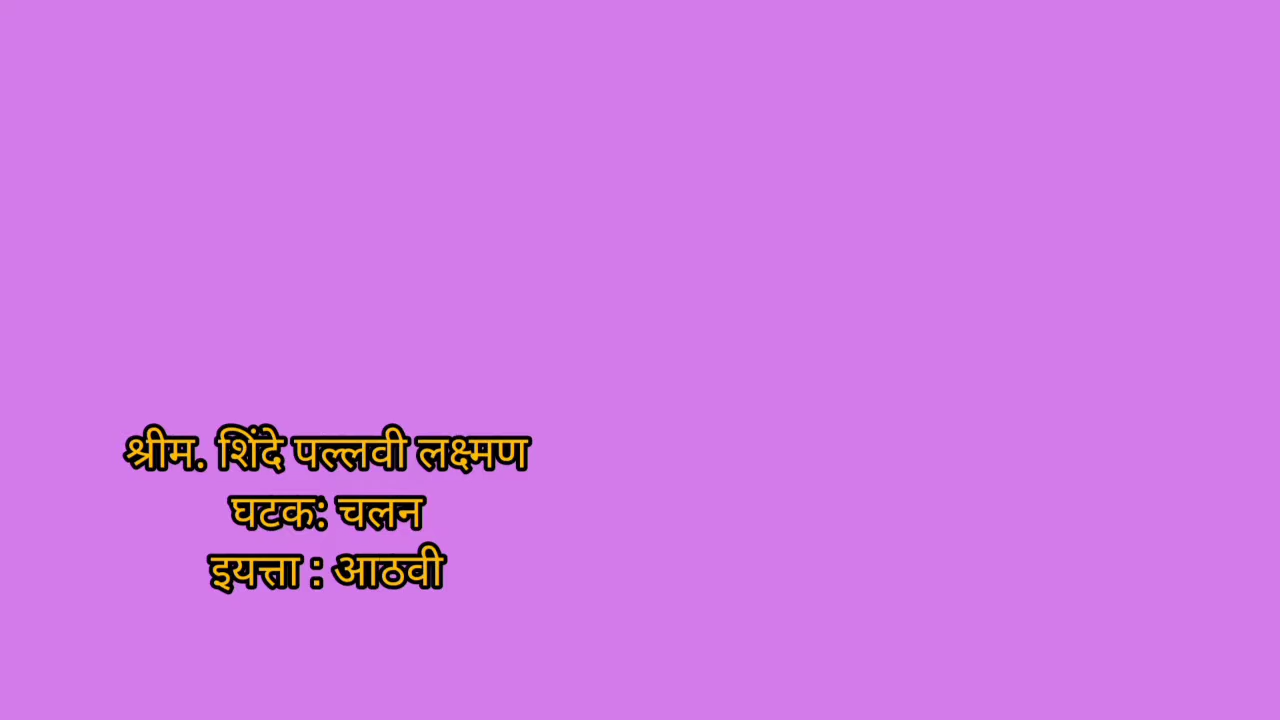 श्रीम. शिंदे पल्लवी लक्ष्मण
घटक: चलन
इयत्ता : आठवी